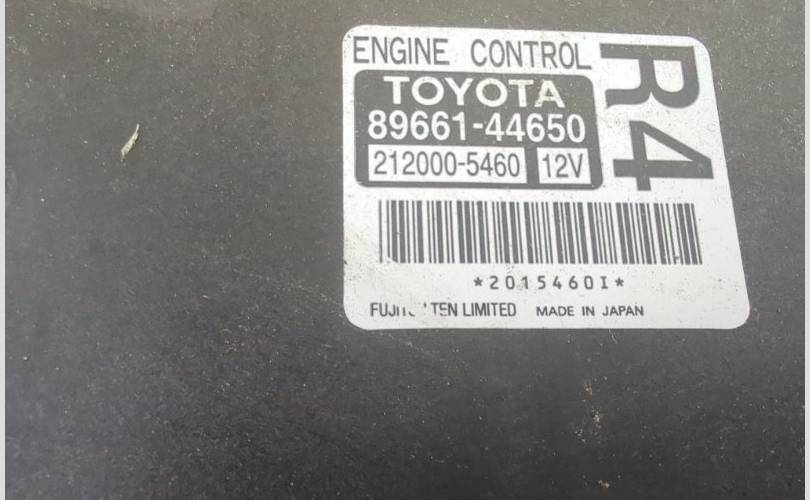 ENGINE CONTROL
R4
TOYOTA
89661-44650
212000-5460 12V
*2015460I*
TEN LIMITED MADE IN JAPAN